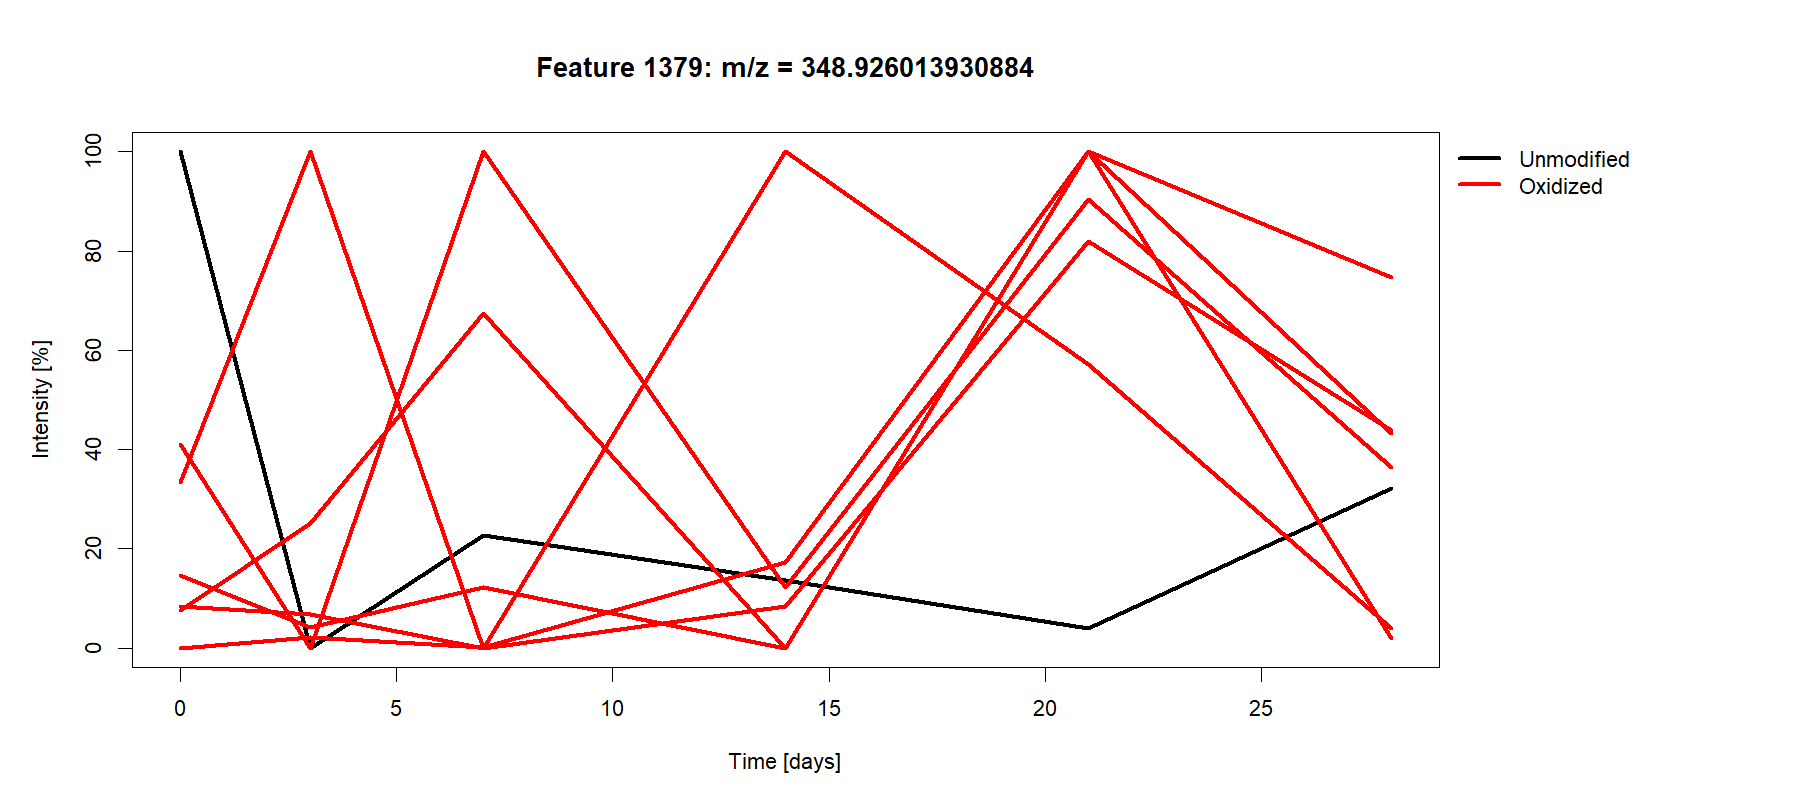 Feature 1379: m/z = 348.926013930884
Unmodified
Oxidized
Intensity [%]
100
80
60
40
20
0
0 5 10 15 20 25
Time [days]